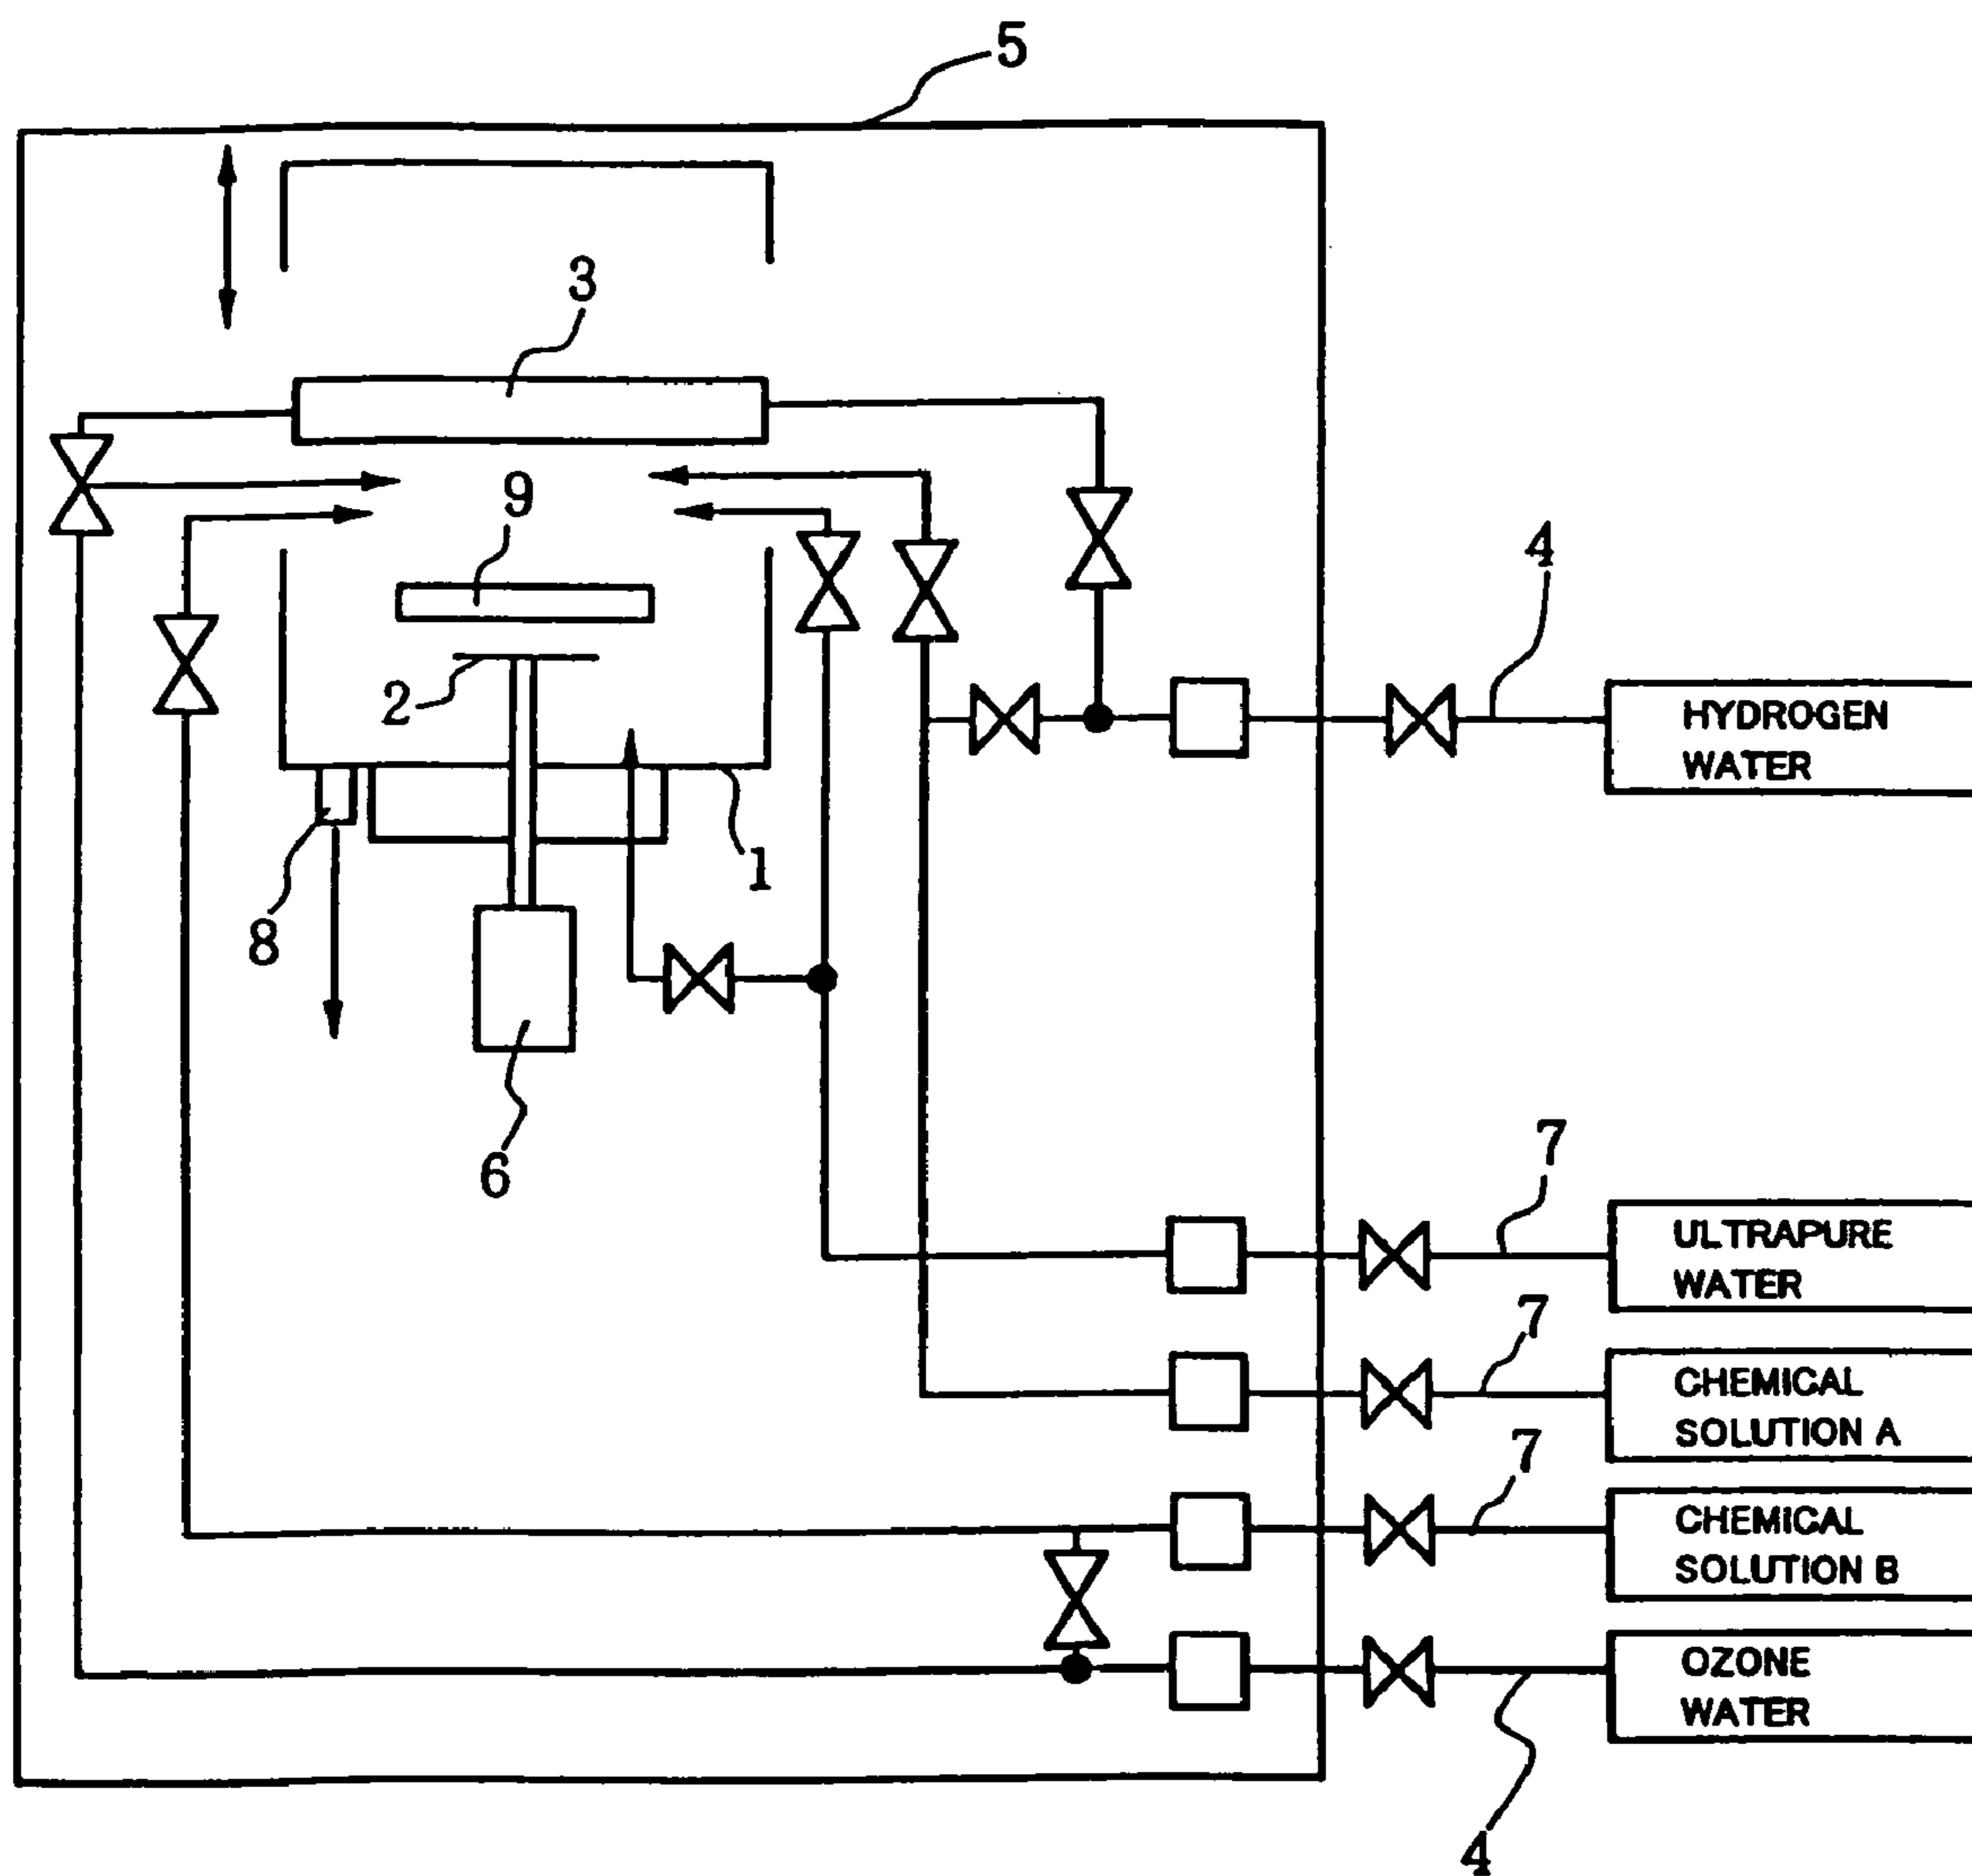 5
3
9
4
2
HYDROGEN
WATER
1
8
6
7
ULTRAPURE
WATER
7
CHEMICAL
SOLUTION A
7
CHEMICAL
SOLUTION B
OZONE
WATER
4